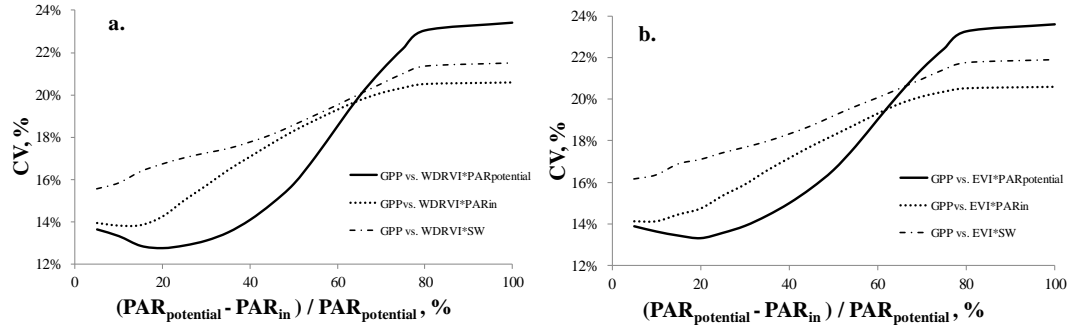 a.
24%
22%
20%
18%
16%
14%
12%
CV, %
0
20
40
60
80
100
(PARpotential - PARin ) / PARpotential , %
GPP vs. WDRVI*PARpotential
GPPvs. WDRVI*PARin
GPP vs. WDRVI*SW
b.
24%
22%
20%
18%
16%
14%
12%
CV, %
0
20
40
60
80
100
(PARpotential - PARin ) / PARpotential , %
GPP vs. EVI*PARpotential
GPPvs. EVI*PARin
GPP vs. EVI*SW